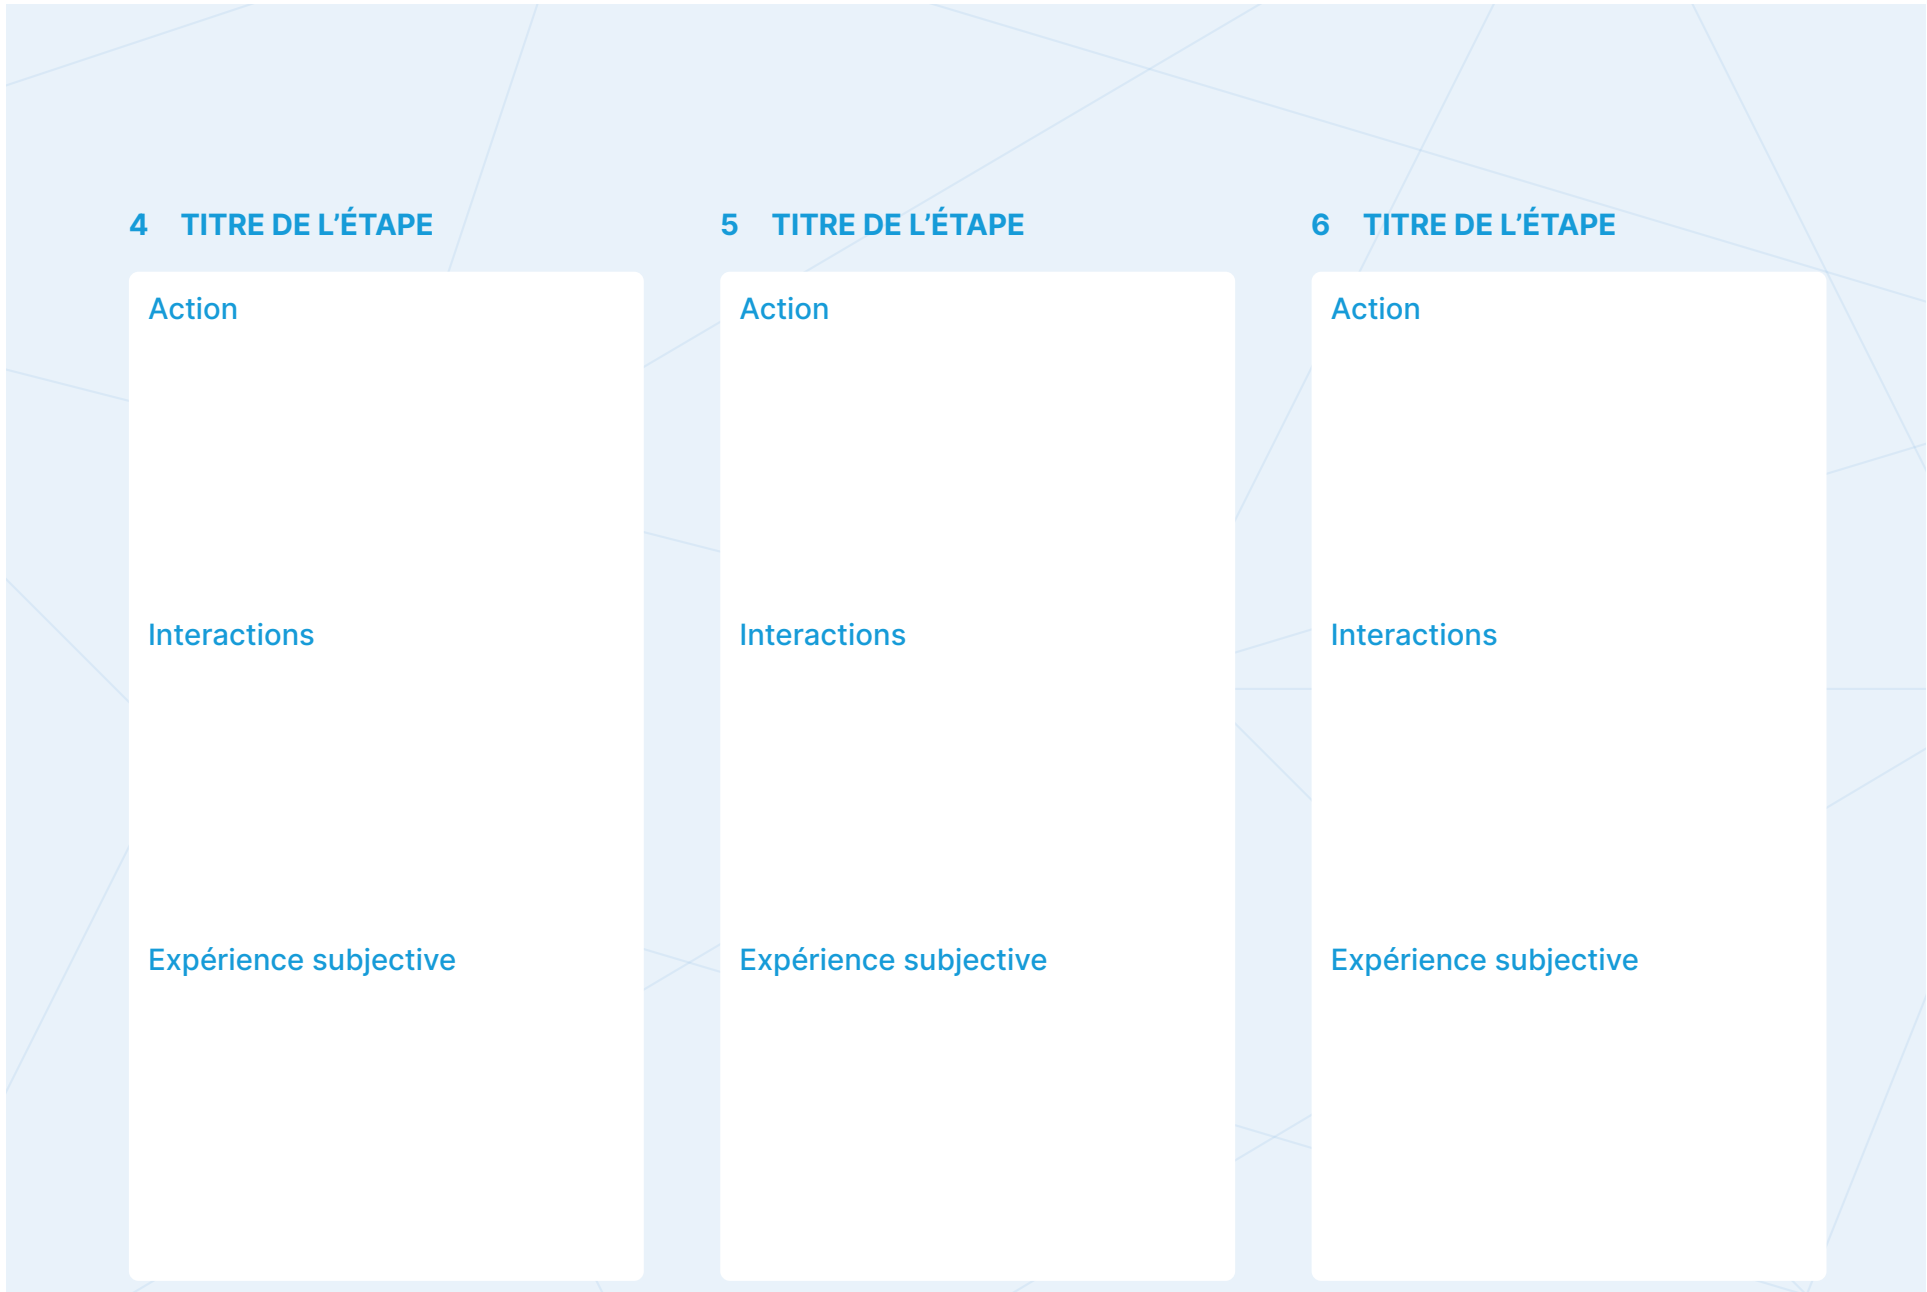 4 TITRE DE L’ÉTAPE
Action
Interactions
Expérience subjective
5 TITRE DE L’ÉTAPE
Action
Interactions
Expérience subjective
6 TITRE DE L’ÉTAPE
Action
Interactions
Expérience subjective